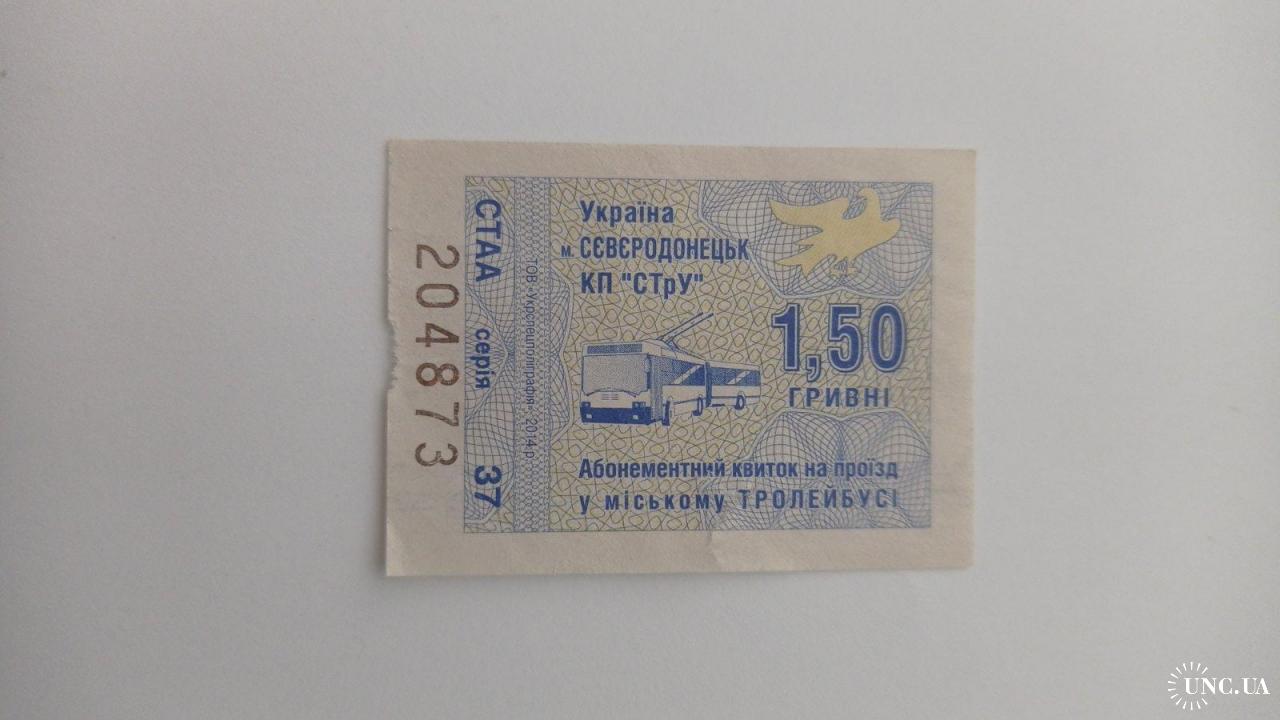 Україна
м. СЄВЄРОДОНЕЦЬК
КП "СТрУ"
1,50
ГРИВНІ
Абонементний квиток на проїзд
у міському ТРОЛЕЙБУСІ
ТОВ «Укрспецполіграфія» 2014 р.
СТАА серія 37
204873
UNC.UA